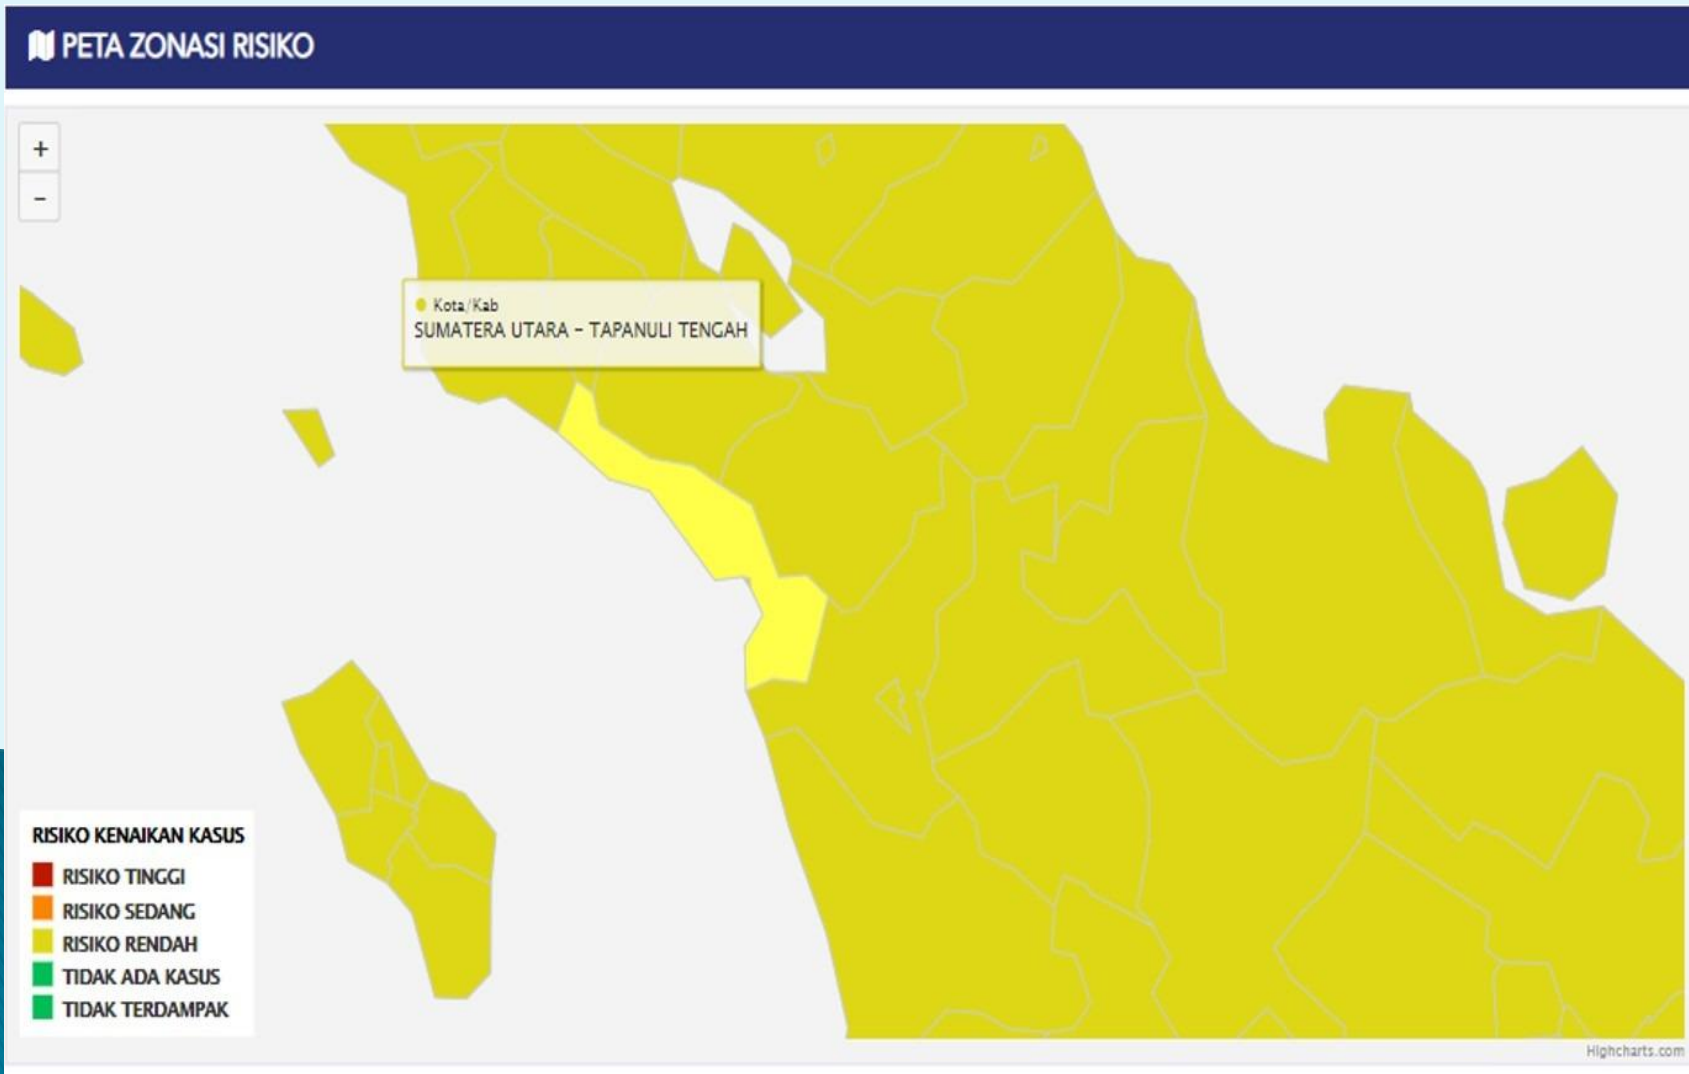 PETA ZONASI RISIKO
+
-
Kota/Kab
SUMATERA UTARA - TAPANULI TENGAH
RISIKO KENAIKAN KASUS
RISIKO TINGGI
RISIKO SEDANG
RISIKO RENDAH
TIDAK ADA KASUS
TIDAK TERDAMPAK
Highcharts.com